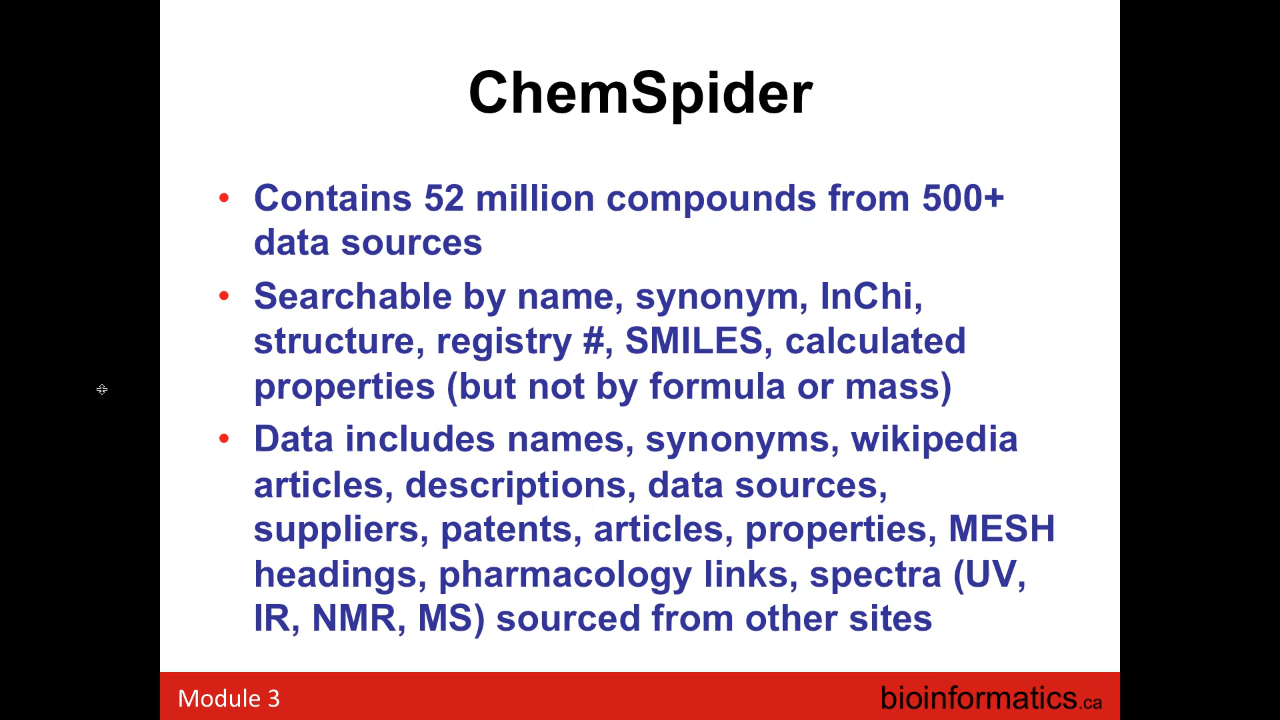 ChemSpider
• Contains 52 million compounds from 500+
data sources
• Searchable by name, synonym, InChi,
structure, registry #, SMILES, calculated
properties (but not by formula or mass)
• Data includes names, synonyms, wikipedia
articles, descriptions, data sources,
suppliers, patents, articles, properties, MESH
headings, pharmacology links, spectra (UV,
IR, NMR, MS) sourced from other sites
Module 3
bioinformatics.ca